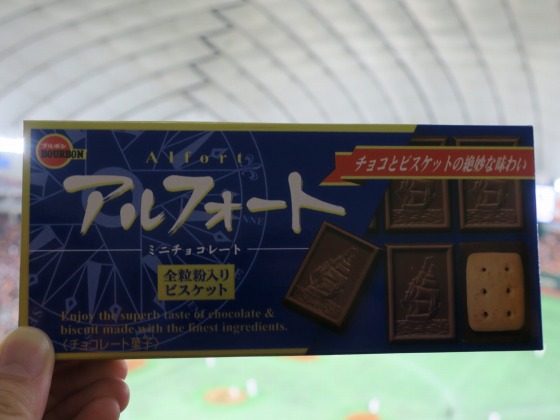 ブルボン
BOURBON
Alfort
チョコとビスケットの絶妙な味わい
アルフォート
ミニチョコレート
全粒粉入り
ビスケット
Enjoy the superb taste of chocolate &
biscuit made with the finest ingredients.
〈チョコレート菓子〉